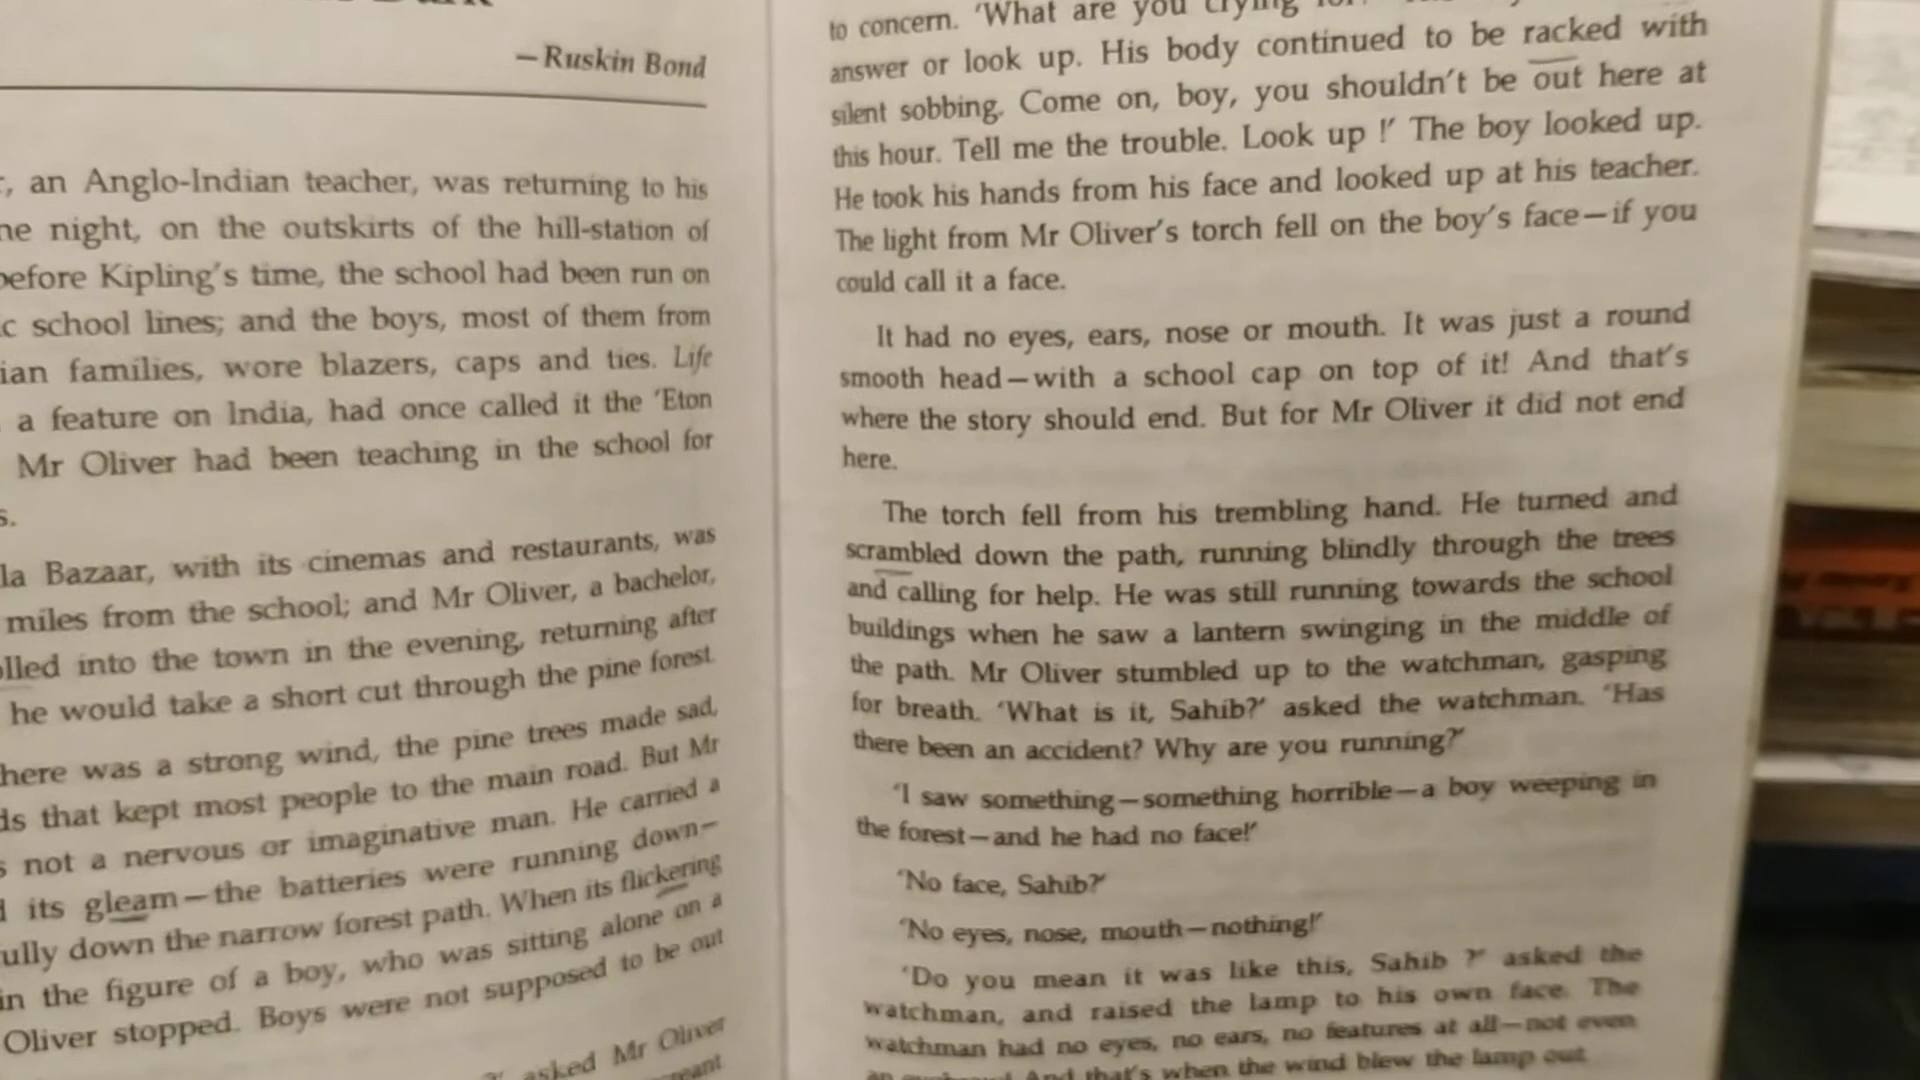 —Ruskin Bond
an Anglo-Indian teacher, was returning to his
night, on the outskirts of the hill-station of
before Kipling's time, the school had been run on
school lines; and the boys, most of them from
families, wore blazers, caps and ties. Life
a feature on India, had once called it the 'Eton
Mr Oliver had been teaching in the school for
Bazaar, with its cinemas and restaurants, was
miles from the school; and Mr Oliver, a bachelor,
into the town in the evening, returning after
he would take a short cut through the pine forest.
here was a strong wind, the pine trees made sad,
that kept most people to the main road. But Mr
not a nervous or imaginative man. He carried a
its gleam—the batteries were running down—
down the narrow forest path. When its flickering
in the figure of a boy, who was sitting alone on a
Oliver stopped. Boys were not supposed to be out
asked Mr Oliver
to concern. 'What are you crying
answer or look up. His body continued to be racked with
silent sobbing. Come on, boy, you shouldn't be out here at
this hour. Tell me the trouble. Look up !' The boy looked up.
He took his hands from his face and looked up at his teacher.
The light from Mr Oliver's torch fell on the boy's face—if you
could call it a face.
It had no eyes, ears, nose or mouth. It was just a round
smooth head—with a school cap on top of it! And that's
where the story should end. But for Mr Oliver it did not end
here.
The torch fell from his trembling hand. He turned and
scrambled down the path, running blindly through the trees
and calling for help. He was still running towards the school
buildings when he saw a lantern swinging in the middle of
the path. Mr Oliver stumbled up to the watchman, gasping
for breath. 'What is it, Sahib?' asked the watchman. 'Has
there been an accident? Why are you running?'
'I saw something—something horrible—a boy weeping in
the forest—and he had no face!'
'No face, Sahib?'
'No eyes, nose, mouth—nothing!'
'Do you mean it was like this, Sahib ?' asked the
watchman, and raised the lamp to his own face. The
watchman had no eyes, no ears, no features at all—not even
And that's when the wind blew the lamp out